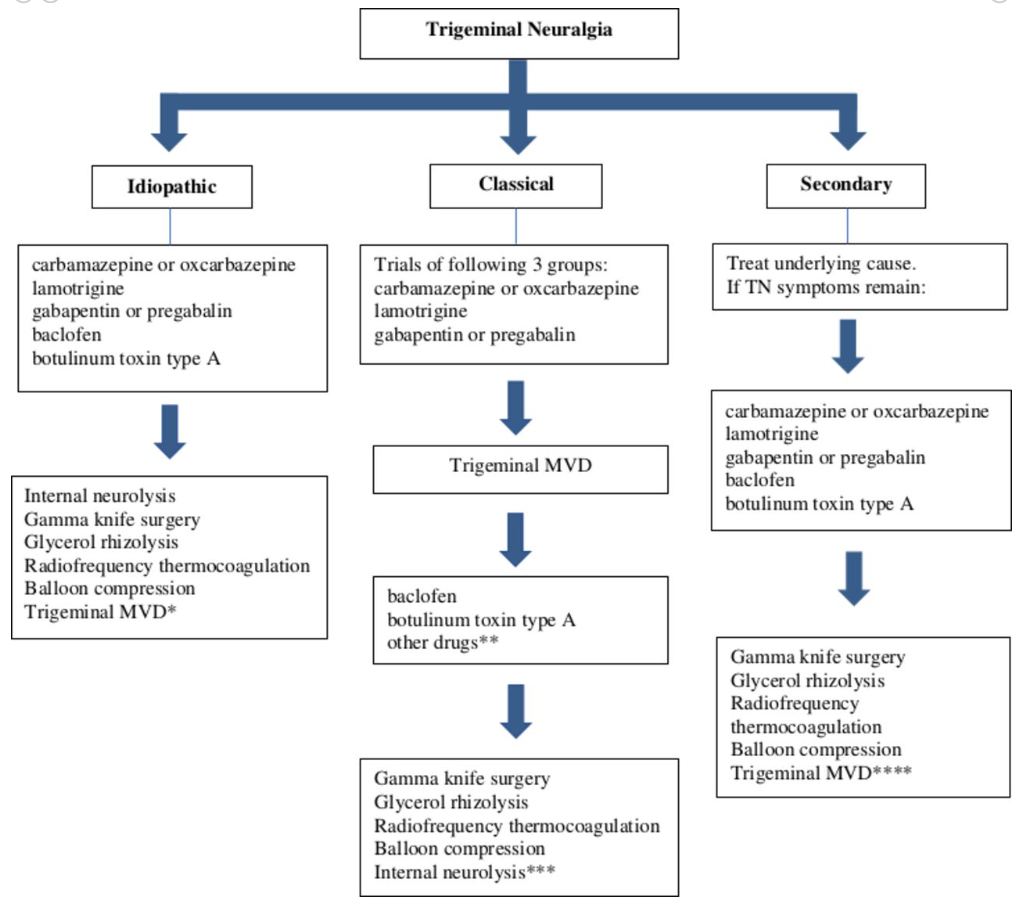 Trigeminal Neuralgia
Idiopathic
carbamazepine or oxcarbazepine
lamotrigine
gabapentin or pregabalin
baclofen
botulinum toxin type A
Internal neurolysis
Gamma knife surgery
Glycerol rhizolysis
Radiofrequency thermocoagulation
Balloon compression
Trigeminal MVD*
Classical
Trials of following 3 groups:
carbamazepine or oxcarbazepine
lamotrigine
gabapentin or pregabalin
Trigeminal MVD
baclofen
botulinum toxin type A
other drugs**
Gamma knife surgery
Glycerol rhizolysis
Radiofrequency thermocoagulation
Balloon compression
Internal neurolysis***
Secondary
Treat underlying cause.
If TN symptoms remain:
carbamazepine or oxcarbazepine
lamotrigine
gabapentin or pregabalin
baclofen
botulinum toxin type A
Gamma knife surgery
Glycerol rhizolysis
Radiofrequency
thermocoagulation
Balloon compression
Trigeminal MVD****